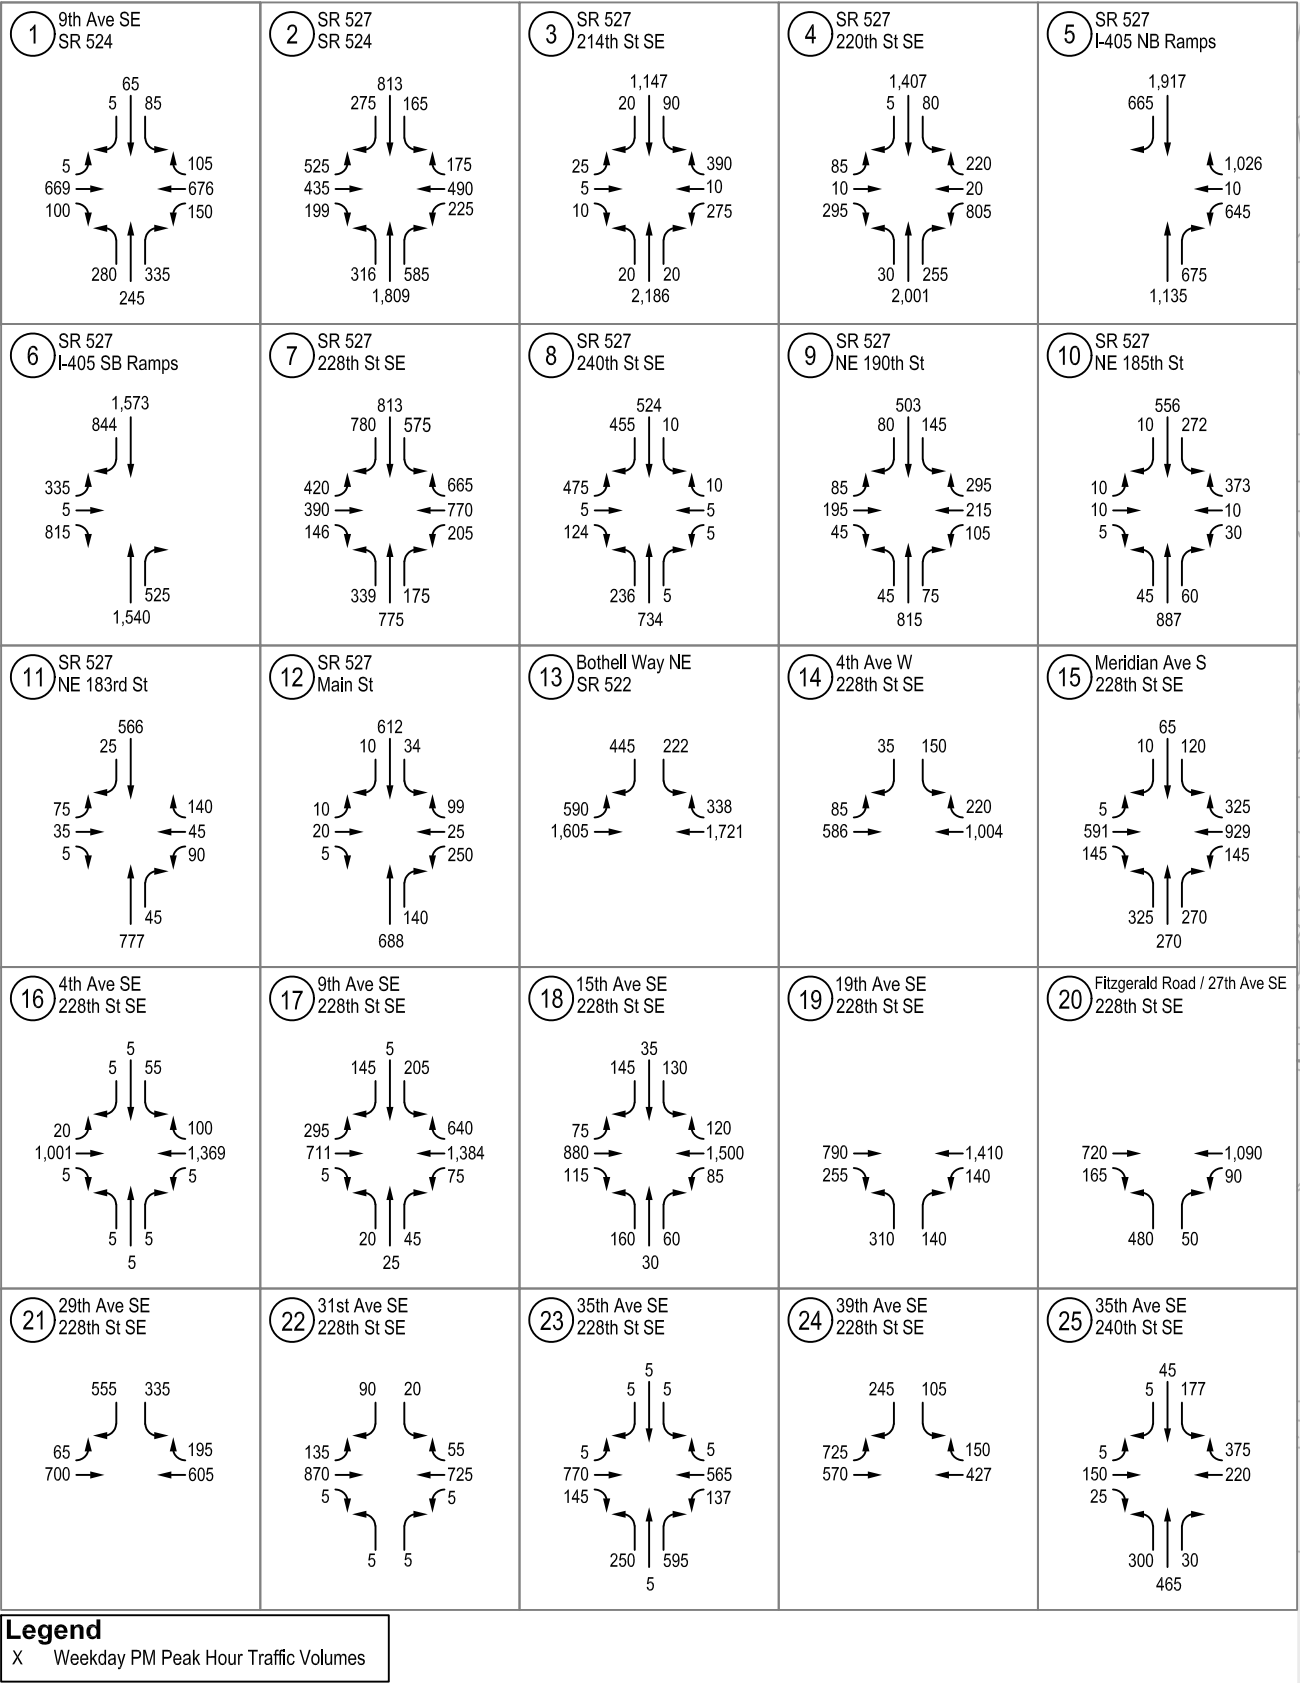 1 9th Ave SE
SR 524
65
5 85
5 105
669 676
100 150
280 335
245
2 SR 527
SR 524
813
275 165
525 175
435 490
199 225
316 585
1,809
3 SR 527
214th St SE
1,147
20 90
25 390
5 10
10 275
20 20
2,186
4 SR 527
220th St SE
1,407
5 80
85 220
10 20
295 805
30 255
2,001
5 SR 527
I-405 NB Ramps
1,917
665
1,026
10
645
675
1,135
6 SR 527
I-405 SB Ramps
1,573
844
335
5
815
525
1,540
7 SR 527
228th St SE
813
780 575
420 665
390 770
146 205
339 175
775
8 SR 527
240th St SE
524
455 10
475 10
5 5
124 5
236 5
734
9 SR 527
NE 190th St
503
80 145
85 295
195 215
45 105
45 75
815
10 SR 527
NE 185th St
556
10 272
10 373
10 10
5 30
45 60
887
11 SR 527
NE 183rd St
566
25
75 140
35 45
5 90
45
777
12 SR 527
Main St
612
10 34
10 99
20 25
5 250
140
688
13 Bothell Way NE
SR 522
445 222
590 338
1,605 1,721
14 4th Ave W
228th St SE
35 150
85 220
586 1,004
15 Meridian Ave S
228th St SE
65
10 120
5 325
591 929
145 145
325 270
270
16 4th Ave SE
228th St SE
5
5 55
20 100
1,001 1,369
5 5
5 5
5
17 9th Ave SE
228th St SE
5
145 205
295 640
711 1,384
5 75
20 45
25
18 15th Ave SE
228th St SE
35
145 130
75 120
880 1,500
115 85
160 60
30
19 19th Ave SE
228th St SE
790 1,410
255 140
310 140
20 Fitzgerald Road / 27th Ave SE
228th St SE
720 1,090
165 90
480 50
21 29th Ave SE
228th St SE
555 335
65 195
700 605
22 31st Ave SE
228th St SE
90 20
135 55
870 725
5 5
5 5
23 35th Ave SE
228th St SE
5
5 5
5 5
770 565
145 137
250 595
5
24 39th Ave SE
228th St SE
245 105
725 150
570 427
25 35th Ave SE
240th St SE
45
5 177
5 375
150 220
25
300 30
465
Legend
X Weekday PM Peak Hour Traffic Volumes